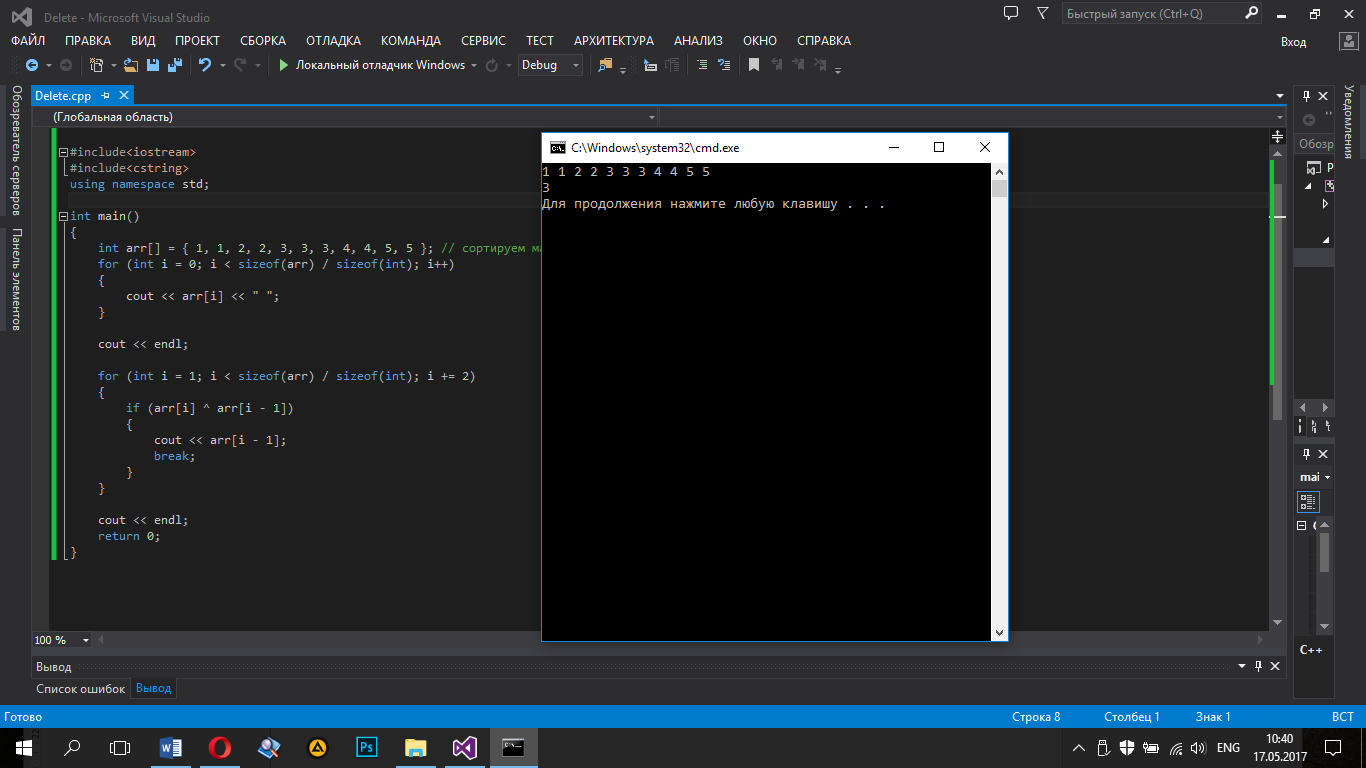 Delete - Microsoft Visual Studio
Быстрый запуск (Ctrl+Q)
ФАЙЛ ПРАВКА ВИД ПРОЕКТ СБОРКА ОТЛАДКА КОМАНДА СЕРВИС ТЕСТ АРХИТЕКТУРА АНАЛИЗ ОКНО СПРАВКА
Вход
Локальный отладчик Windows Debug
Обозреватель серверов
Панель элементов
Delete.cpp
(Глобальная область)
#include<iostream>
#include<cstring>
using namespace std;
int main()
{
int arr[] = { 1, 1, 2, 2, 3, 3, 3, 4, 4, 5, 5 }; // сортируем
for (int i = 0; i < sizeof(arr) / sizeof(int); i++)
{
cout << arr[i] << " ";
}
cout << endl;
for (int i = 1; i < sizeof(arr) / sizeof(int); i += 2)
{
if (arr[i] ^ arr[i - 1])
{
cout << arr[i - 1];
break;
}
}
cout << endl;
return 0;
}
C:\Windows\system32\cmd.exe
1 1 2 2 3 3 3 4 4 5 5
3
Для продолжения нажмите любую клавишу . . .
Уведомления
Обозр
mai
C++
100 %
Вывод
Список ошибок Вывод
Готово
Строка 8 Столбец 1 Знак 1 ВСТ
W
Ps
C:\.
ENG
10:40
17.05.2017